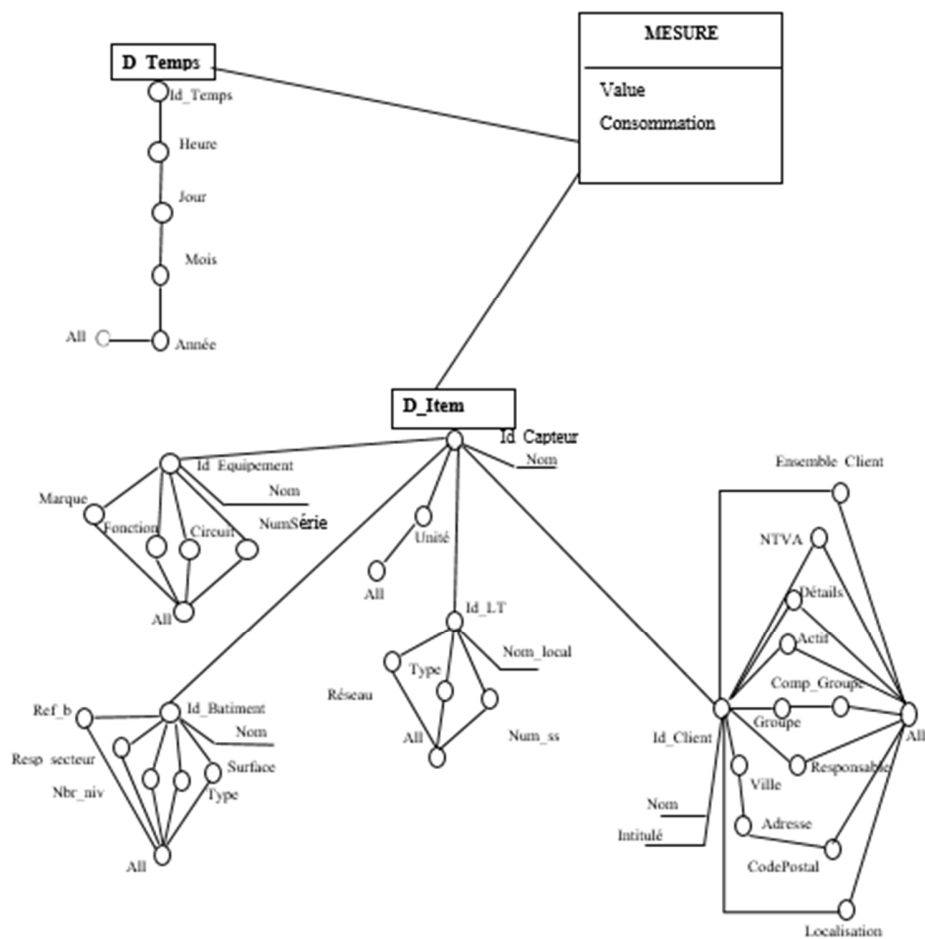 MESURE
Value
Consommation
D_Temps
Id_Temps
Heure
Jour
Mois
All
Année
D_Item
Id_Capteur
Nom
Id_Equipement
Marque
Nom
Fonction
Circuit
NumSérie
All
Unité
All
Id_LT
Nom_local
Type
Réseau
Num_ss
All
Id_Batiment
Ref_b
Nom
Resp secteur
Surface
Nbr_niv
Type
All
Ensemble_Client
NTVA
Détails
Actif
Comp_Groupe
Groupe
Id_Client
All
Responsable
Ville
Nom
Adresse
Intitulé
CodePostal
Localisation